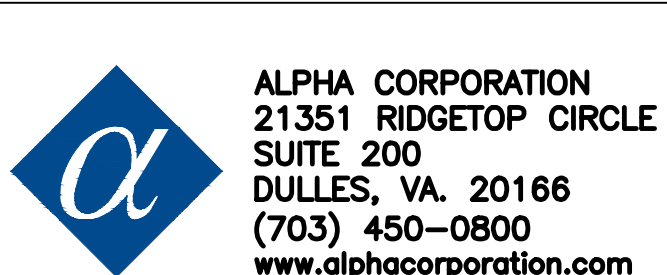 α
ALPHA CORPORATION
21351 RIDGETOP CIRCLE
SUITE 200
DULLES, VA. 20166
(703) 450-0800
www.alphacorporation.com